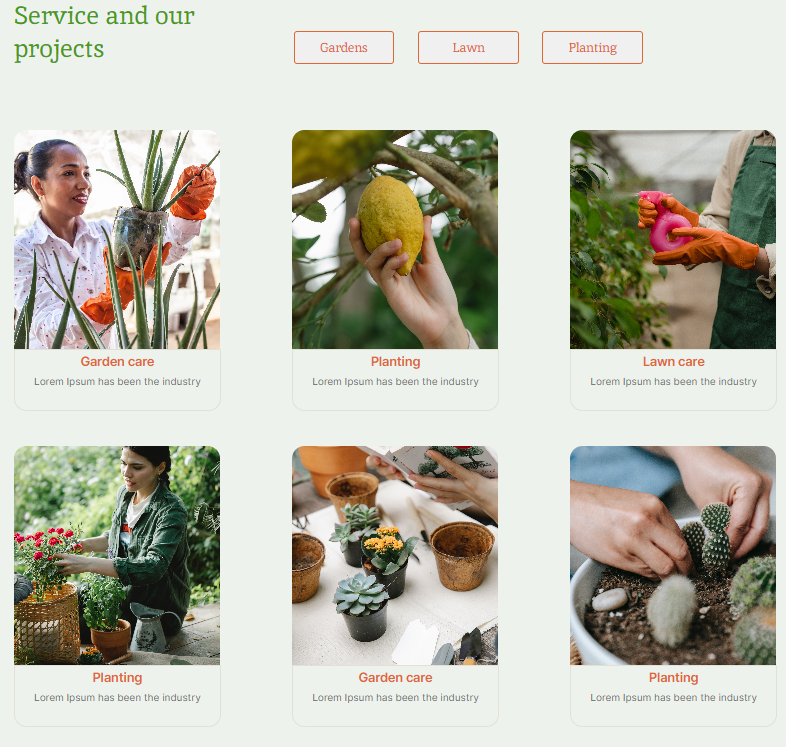 Service and our
projects
Gardens
Lawn
Planting
Garden care
Lorem Ipsum has been the industry
Planting
Lorem Ipsum has been the industry
Lawn care
Lorem Ipsum has been the industry
Planting
Lorem Ipsum has been the industry
Garden care
Lorem Ipsum has been the industry
Planting
Lorem Ipsum has been the industry